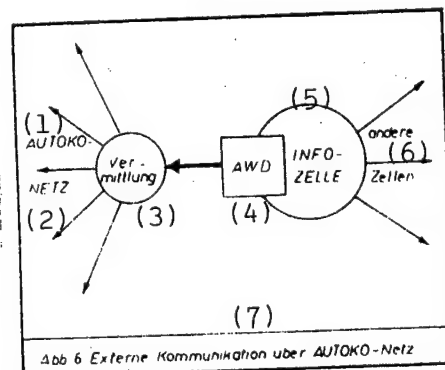 (1)
AUTOKO-
NETZ
(2)
Ver-
mittlung
(3)
AWD
(4)
(5)
INFO-
ZELLE
andere
(6)
Zellen
(7)
Abb 6 Externe Kommunikation uber AUTOKO-Netz